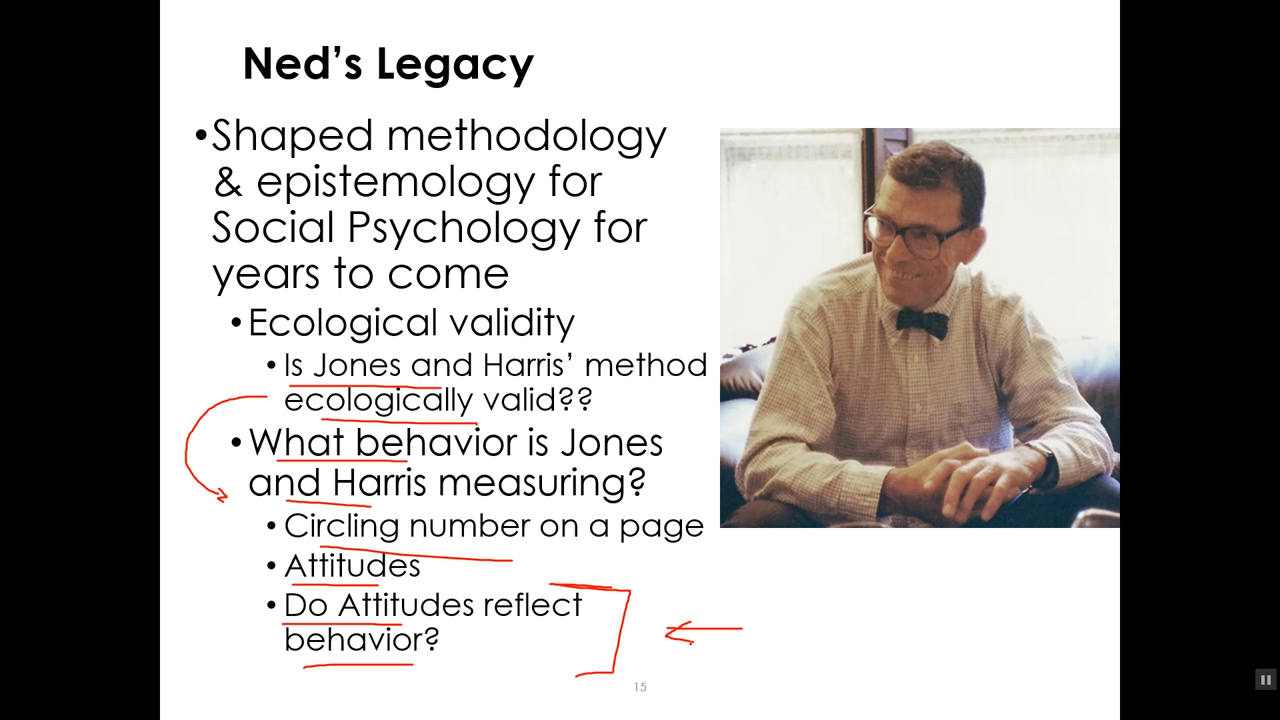 Ned’s Legacy
•Shaped methodology
& epistemology for
Social Psychology for
years to come
•Ecological validity
•Is Jones and Harris’ method
ecologically valid??
•What behavior is Jones
and Harris measuring?
•Circling number on a page
•Attitudes
•Do Attitudes reflect
behavior?
15